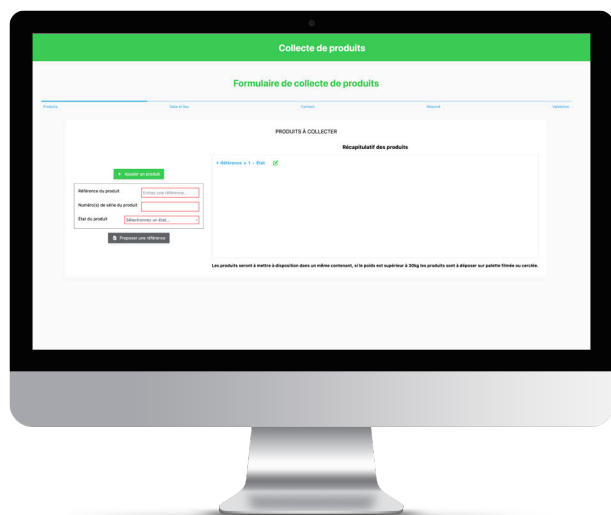 Collecte de produits
Formulaire de collecte de produits
Produits
Date et lieu
Contact
Résumé
Validation
PRODUITS À COLLECTER
Récapitulatif des produits
+ Ajouter un produit
Référence du produit
Entrez une référence...
Numéro(s) de série du produit
État du produit
Sélectionnez un état...
Proposer une référence
+ Référence x 1 - État
Les produits seront à mettre à disposition dans un même contenant, si le poids est supérieur à 30kg les produits sont à déposer sur palette filmée ou cerclée.